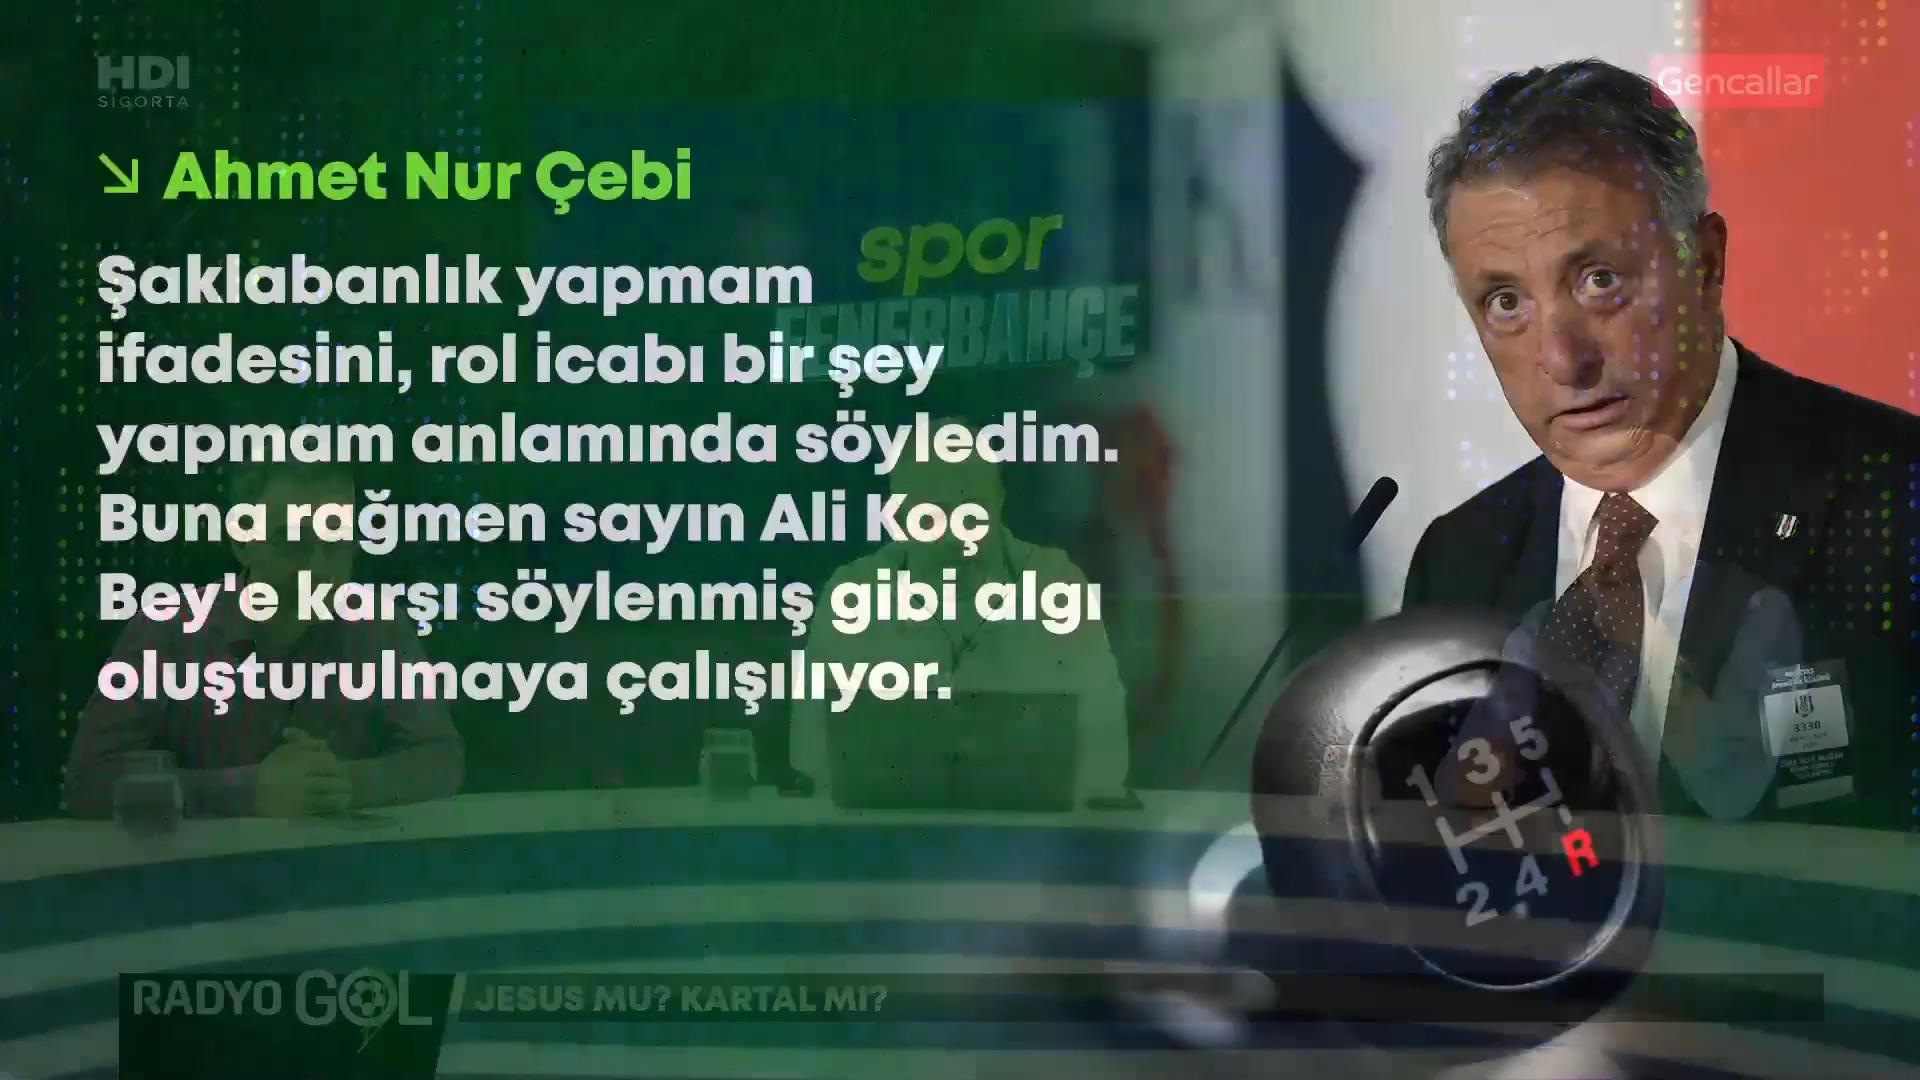 HDI
SİGORTA
Gencallar
Ahmet Nur Çebi
spor
FENERBAHÇE
Şaklabanlık yapmam
ifadesini, rol icabı bir şey
yapmam anlamında söyledim.
Buna rağmen sayın Ali Koç
Bey'e karşı söylenmiş gibi algı
oluşturulmaya çalışılıyor.
3330
1 3 5
2 4 R
RADYO GOL
JESUS MU? KARTAL MI?